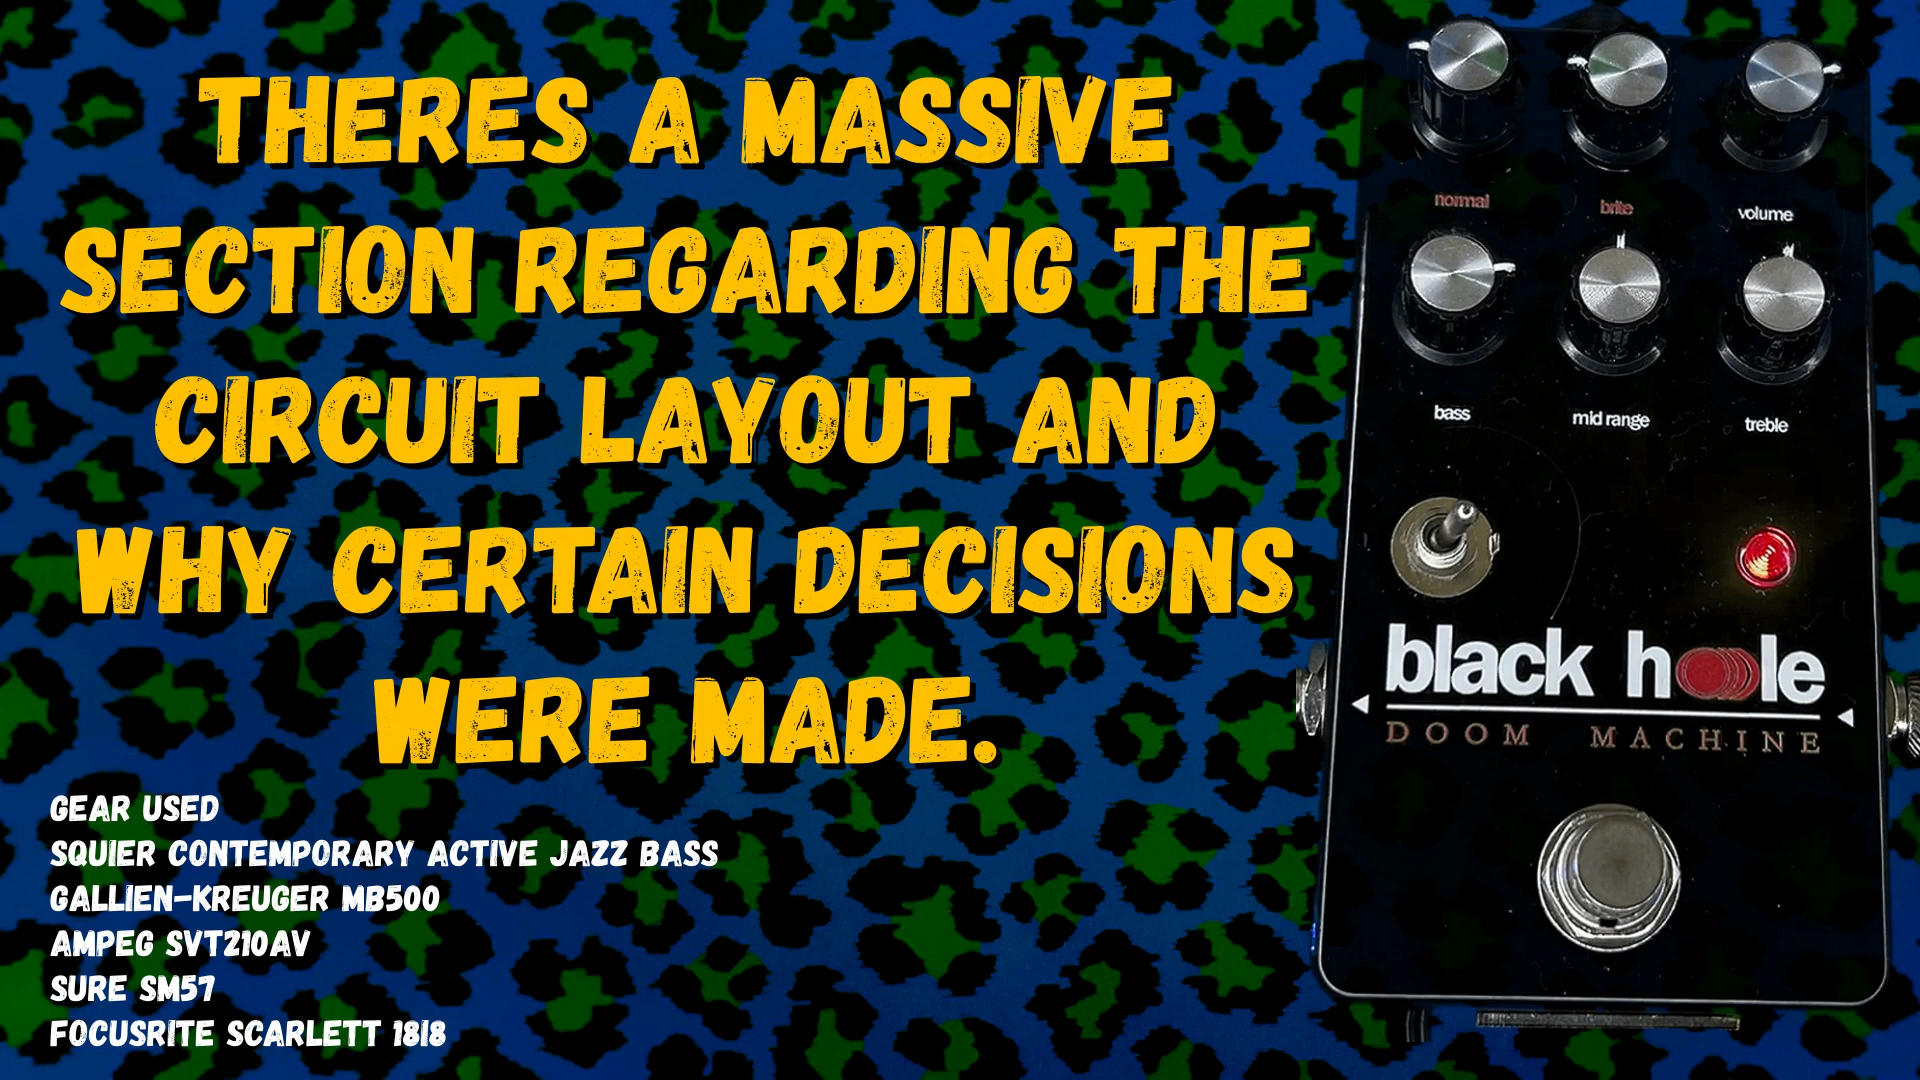 THERES A MASSIVE
SECTION REGARDING THE
CIRCUIT LAYOUT AND
WHY CERTAIN DECISIONS
WERE MADE.
GEAR USED
SQUIER CONTEMPORARY ACTIVE JAZZ BASS
GALLIEN-KREUGER MB500
AMPEG SVT210AV
SURE SM57
FOCUSRITE SCARLETT 18I8
normal brite volume
bass mid range treble
black hole
DOOM MACHINE